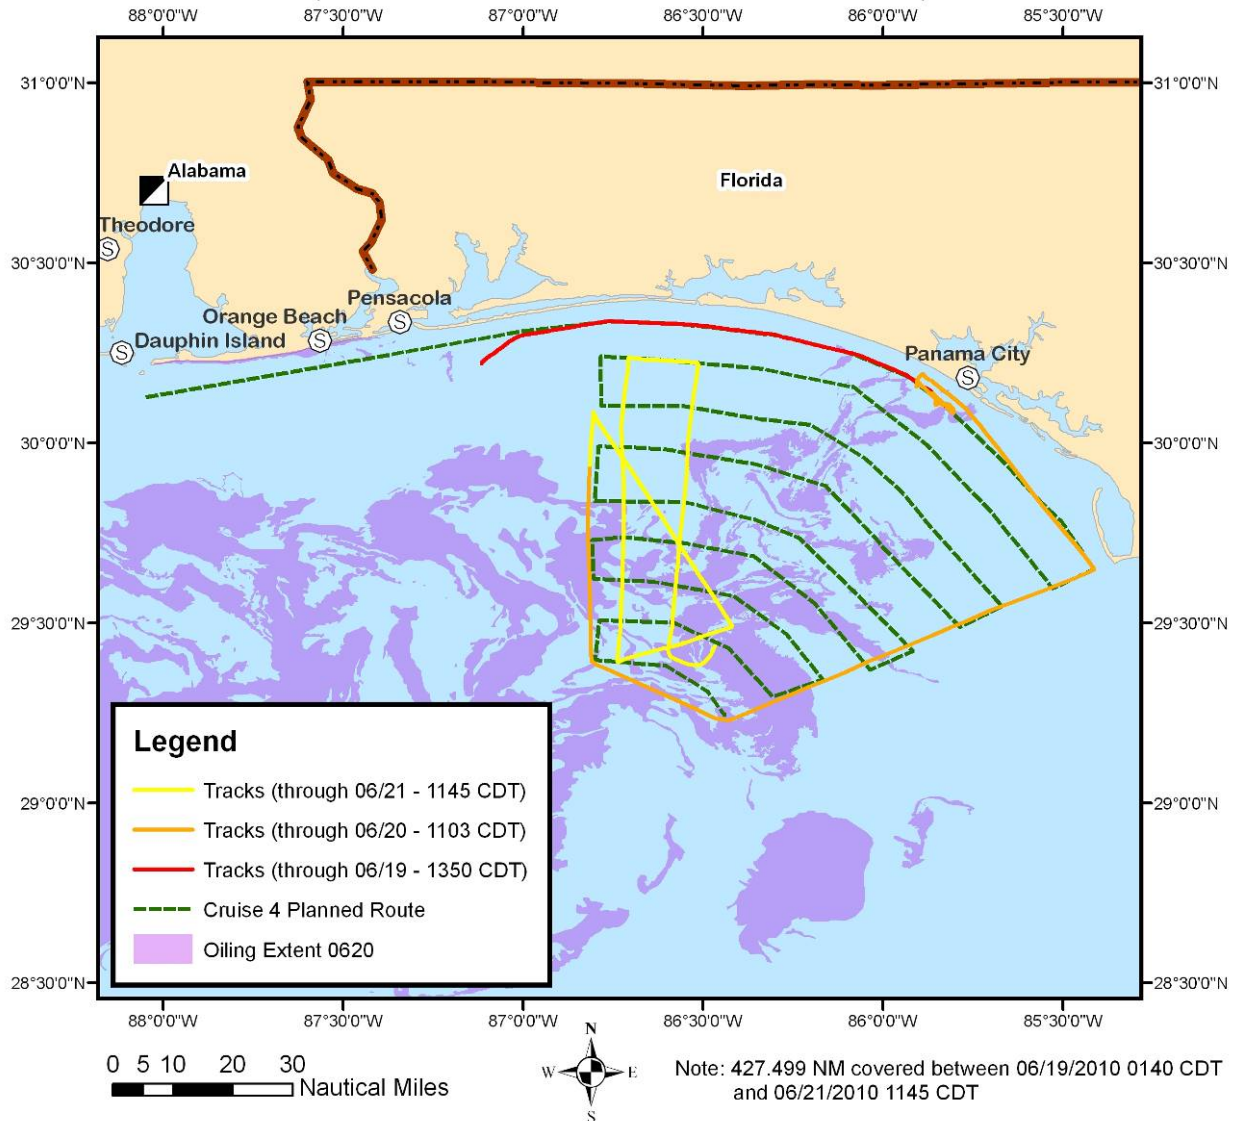 88°0'0"W 87°30'0"W 87°0'0"W 86°30'0"W 86°0'0"W 85°30'0"W
31°0'0"N 31°0'0"N
Alabama
Florida
Theodore
30°30'0"N 30°30'0"N
Pensacola
Orange Beach
Dauphin Island
Panama City
S
S
S
S
S
30°0'0"N 30°0'0"N
29°30'0"N 29°30'0"N
29°0'0"N 29°0'0"N
28°30'0"N 28°30'0"N
Legend
Tracks (through 06/21 - 1145 CDT)
Tracks (through 06/20 - 1103 CDT)
Tracks (through 06/19 - 1350 CDT)
Cruise 4 Planned Route
Oiling Extent 0620
88°0'0"W 87°30'0"W 87°0'0"W 86°30'0"W 86°0'0"W 85°30'0"W
0 5 10 20 30
Nautical Miles
N
W E
S
Note: 427.499 NM covered between 06/19/2010 0140 CDT
and 06/21/2010 1145 CDT